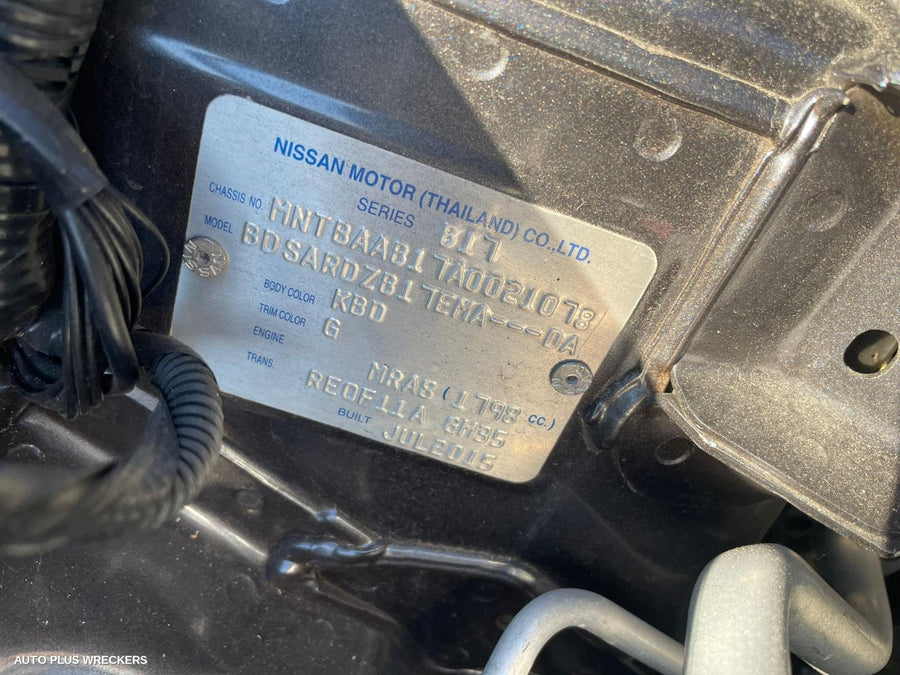 NISSAN MOTOR (THAILAND) CO.,LTD.
SERIES B17
CHASSIS NO. MNTBAAB17A0021078
MODEL BDSARDZB17EMA---DA
BODY COLOR KBD
TRIM COLOR G
ENGINE MRA8 (1798 CC.)
TRANS. RE0F11A GH35
BUILT JUL2015
AUTO PLUS WRECKERS